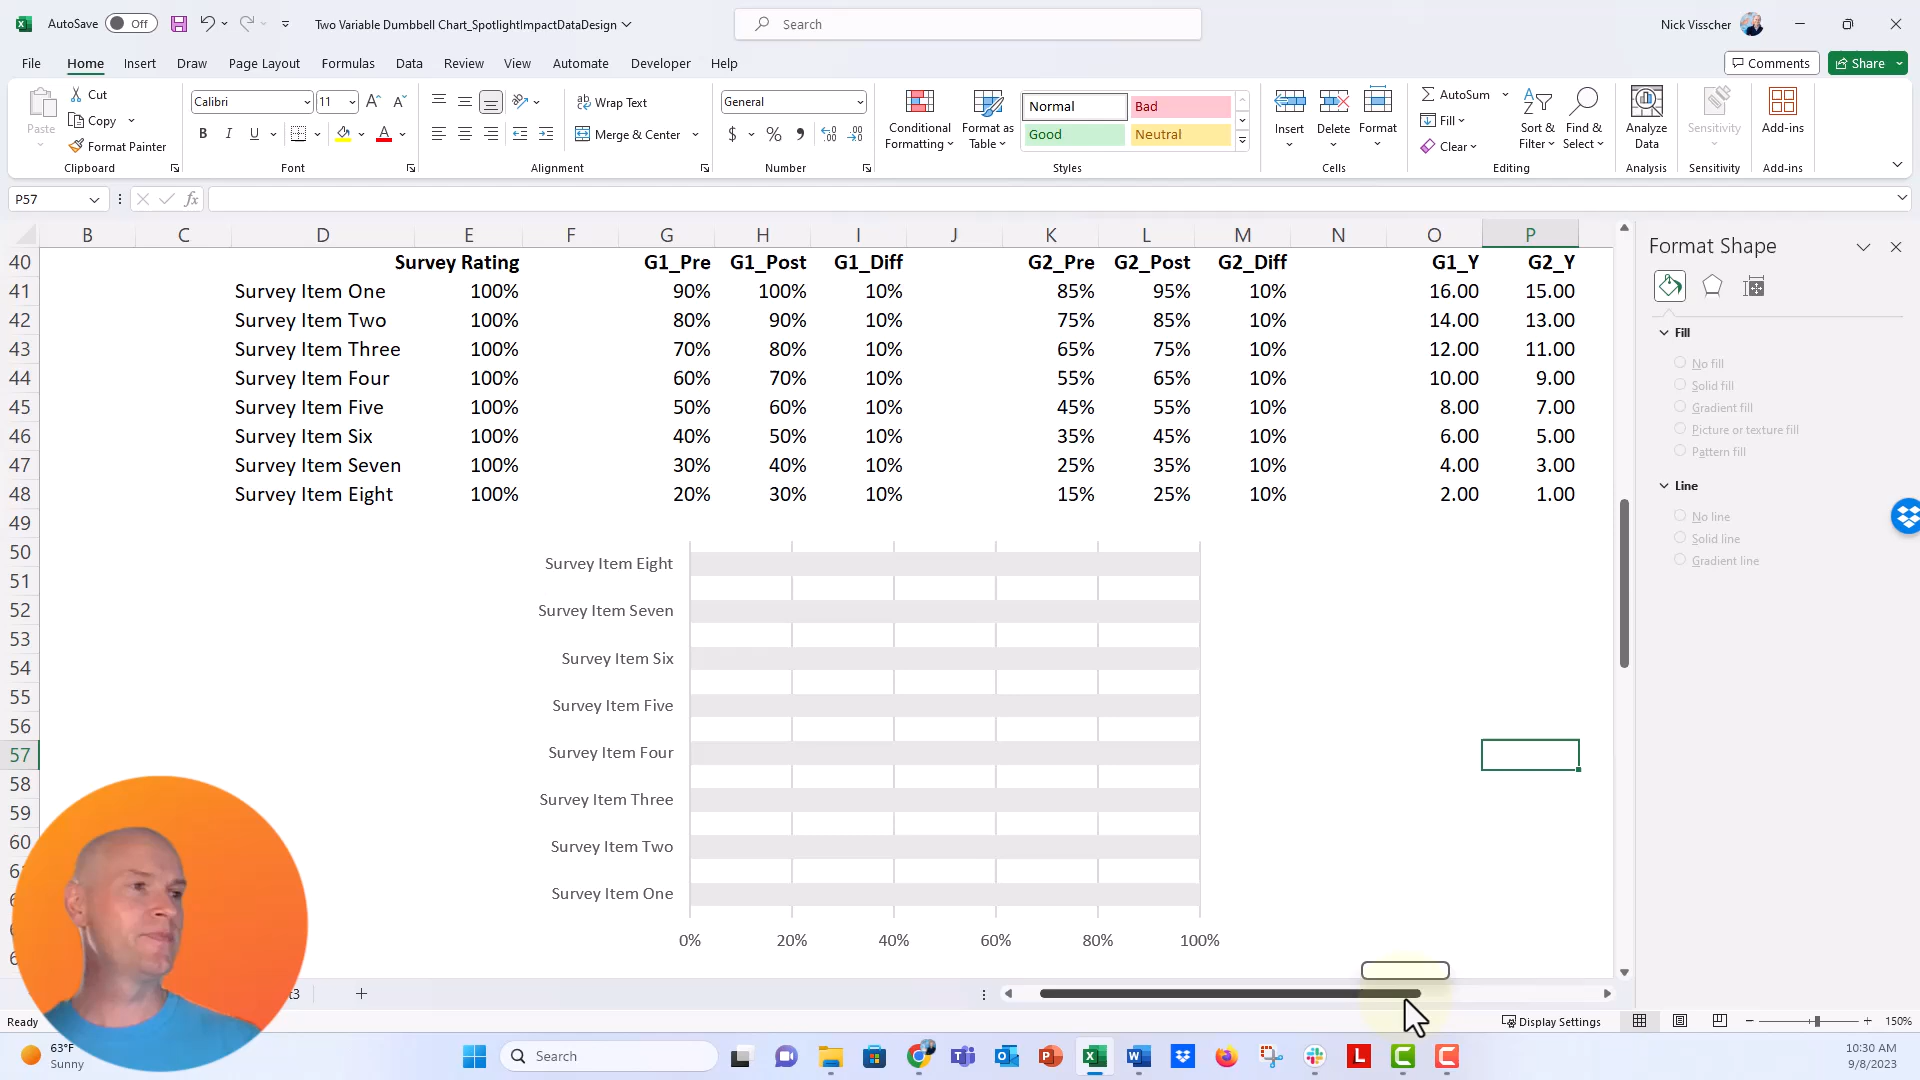 AutoSave Off Two Variable Dumbbell Chart_SpotlightImpactDataDesign Search Nick Visscher
File Home Insert Draw Page Layout Formulas Data Review View Automate Developer Help Comments Share
Paste Cut Copy Format Painter Clipboard
Calibri 11 B I U A Font
Wrap Text Merge & Center Alignment
General $ % Number
Conditional Formatting Format as Table Normal Bad Good Neutral Styles
Insert Delete Format Cells
AutoSum Fill Clear Sort & Filter Find & Select Editing
Analyze Data Analysis
Sensitivity Sensitivity
Add-ins Add-ins
P57 fx
B C D E F G H I J K L M N O P
40 Survey Rating G1_Pre G1_Post G1_Diff G2_Pre G2_Post G2_Diff G1_Y G2_Y
41 Survey Item One 100% 90% 100% 10% 85% 95% 10% 16.00 15.00
42 Survey Item Two 100% 80% 90% 10% 75% 85% 10% 14.00 13.00
43 Survey Item Three 100% 70% 80% 10% 65% 75% 10% 12.00 11.00
44 Survey Item Four 100% 60% 70% 10% 55% 65% 10% 10.00 9.00
45 Survey Item Five 100% 50% 60% 10% 45% 55% 10% 8.00 7.00
46 Survey Item Six 100% 40% 50% 10% 35% 45% 10% 6.00 5.00
47 Survey Item Seven 100% 30% 40% 10% 25% 35% 10% 4.00 3.00
48 Survey Item Eight 100% 20% 30% 10% 15% 25% 10% 2.00 1.00
49
50
51
52
53
54
55
56
57
58
59
60
Survey Item Eight
Survey Item Seven
Survey Item Six
Survey Item Five
Survey Item Four
Survey Item Three
Survey Item Two
Survey Item One
0% 20% 40% 60% 80% 100%
Format Shape
Fill
No fill
Solid fill
Gradient fill
Picture or texture fill
Pattern fill
Line
No line
Solid line
Gradient line
Ready Display Settings 150%
63°F
Sunny
Search
10:30 AM
9/8/2023